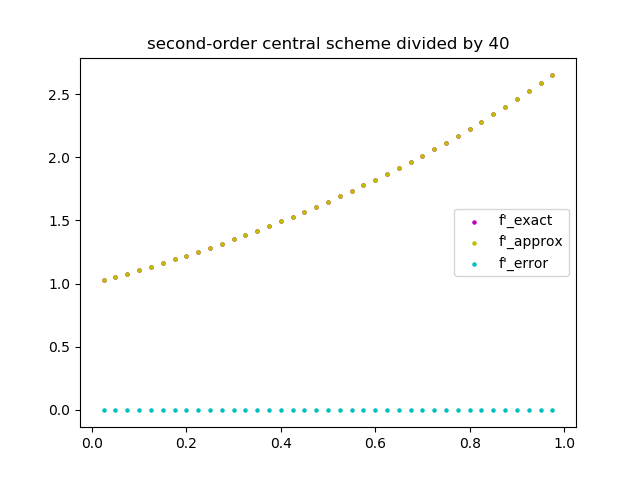 second-order central scheme divided by 40
2.5
2.0
1.5
1.0
0.5
0.0
f'_exact
f'_approx
f'_error
0.0 0.2 0.4 0.6 0.8 1.0